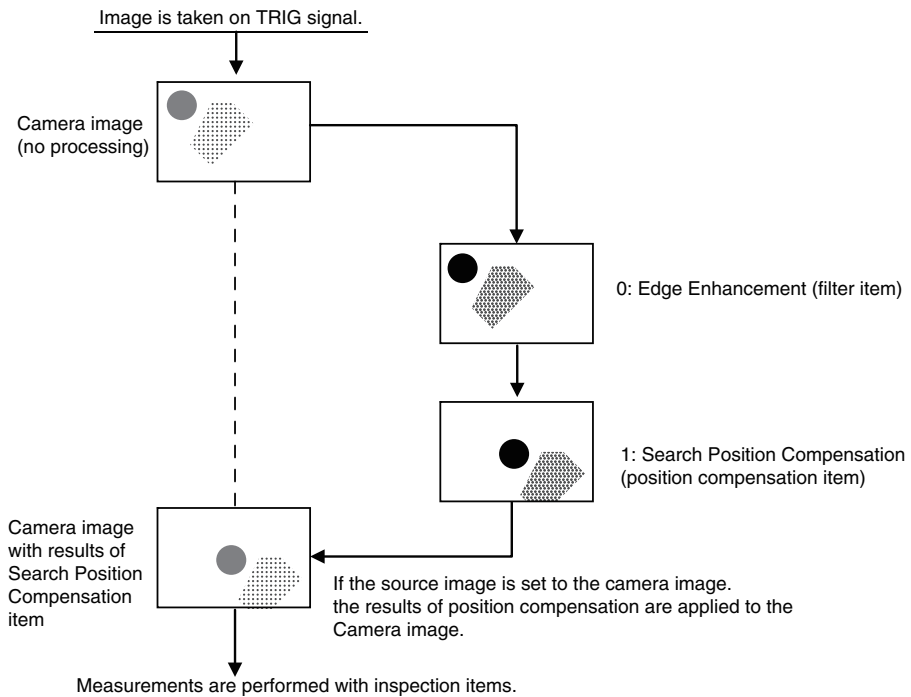 Image is taken on TRIG signal.
Camera image
(no processing)
0: Edge Enhancement (filter item)
1: Search Position Compensation
(position compensation item)
Camera image
with results of
Search Position
Compensation
item
If the source image is set to the camera image.
the results of position compensation are applied to the
Camera image.
Measurements are performed with inspection items.